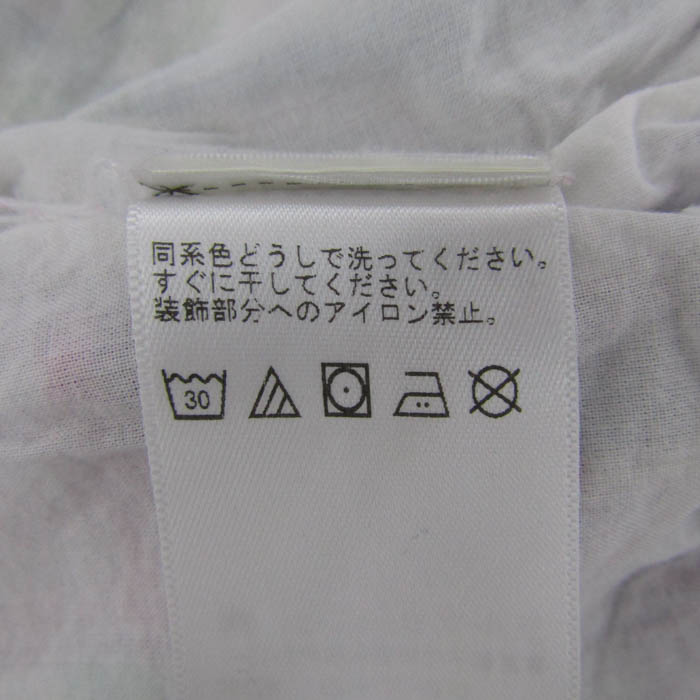 同系色どうしで洗ってください。
すぐに干してください。
装飾部分へのアイロン禁止。
30